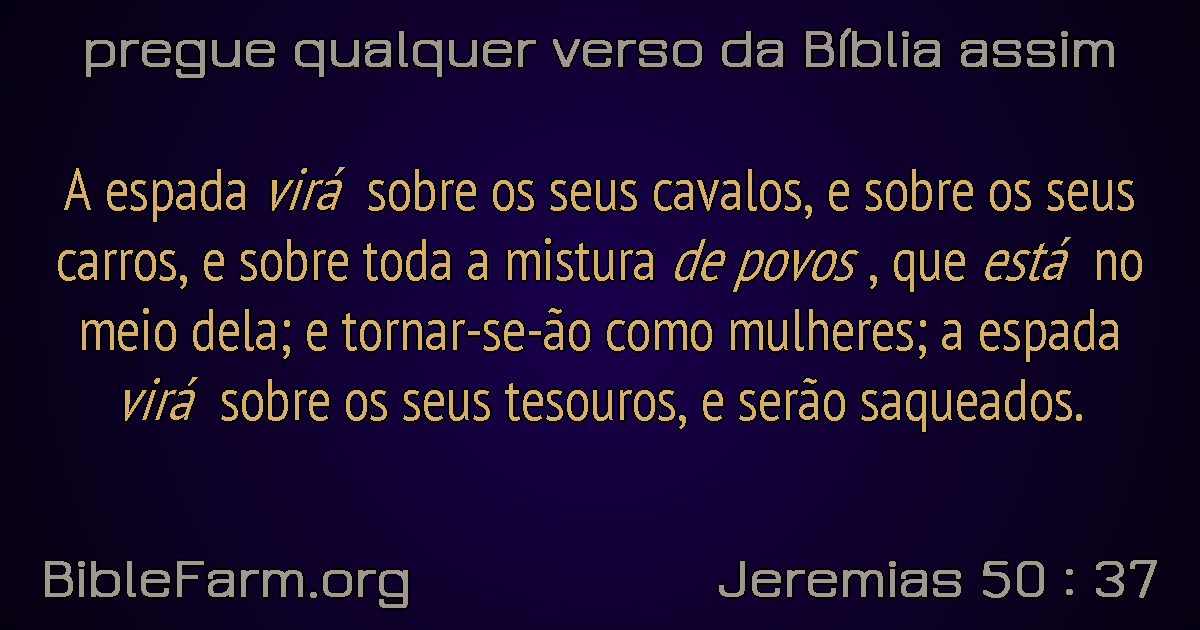 pregue qualquer verso da Bíblia assim
A espada virá sobre os seus cavalos, e sobre os seus
carros, e sobre toda a mistura de povos , que está no
meio dela; e tornar-se-ão como mulheres; a espada
virá sobre os seus tesouros, e serão saqueados.
BibleFarm.org
Jeremias 50 : 37